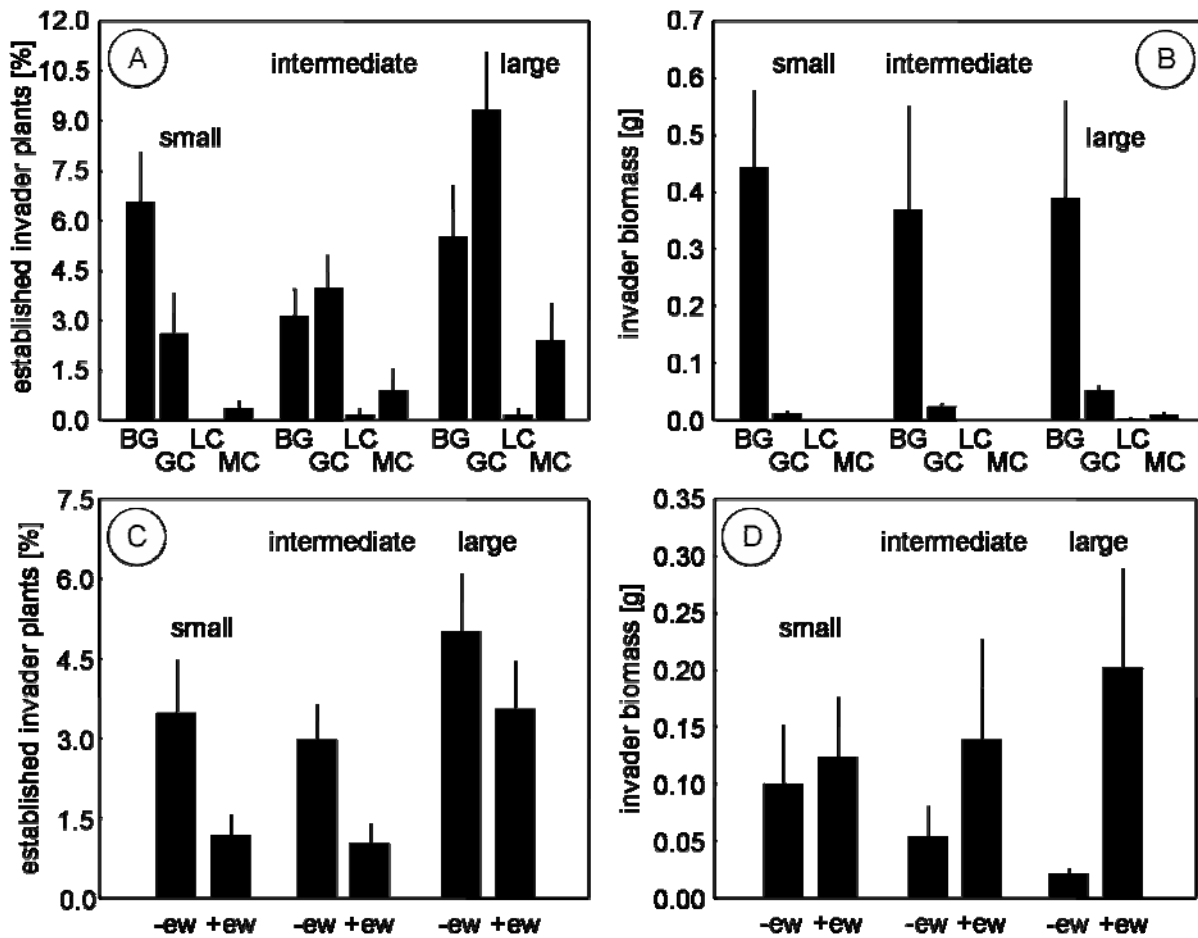 A
established invader plants [%]
12.0
10.5
9.0
7.5
6.0
4.5
3.0
1.5
0.0
small
intermediate
large
BG LC BG LC BG LC
GC MC GC MC GC MC
B
invader biomass [g]
0.7
0.6
0.5
0.4
0.3
0.2
0.1
0.0
small
intermediate
large
BG LC BG LC BG LC
GC MC GC MC GC MC
C
established invader plants [%]
7.5
6.0
4.5
3.0
1.5
0.0
small
intermediate
large
-ew +ew -ew +ew -ew +ew
D
invader biomass [g]
0.35
0.30
0.25
0.20
0.15
0.10
0.05
0.00
small
intermediate
large
-ew +ew -ew +ew -ew +ew